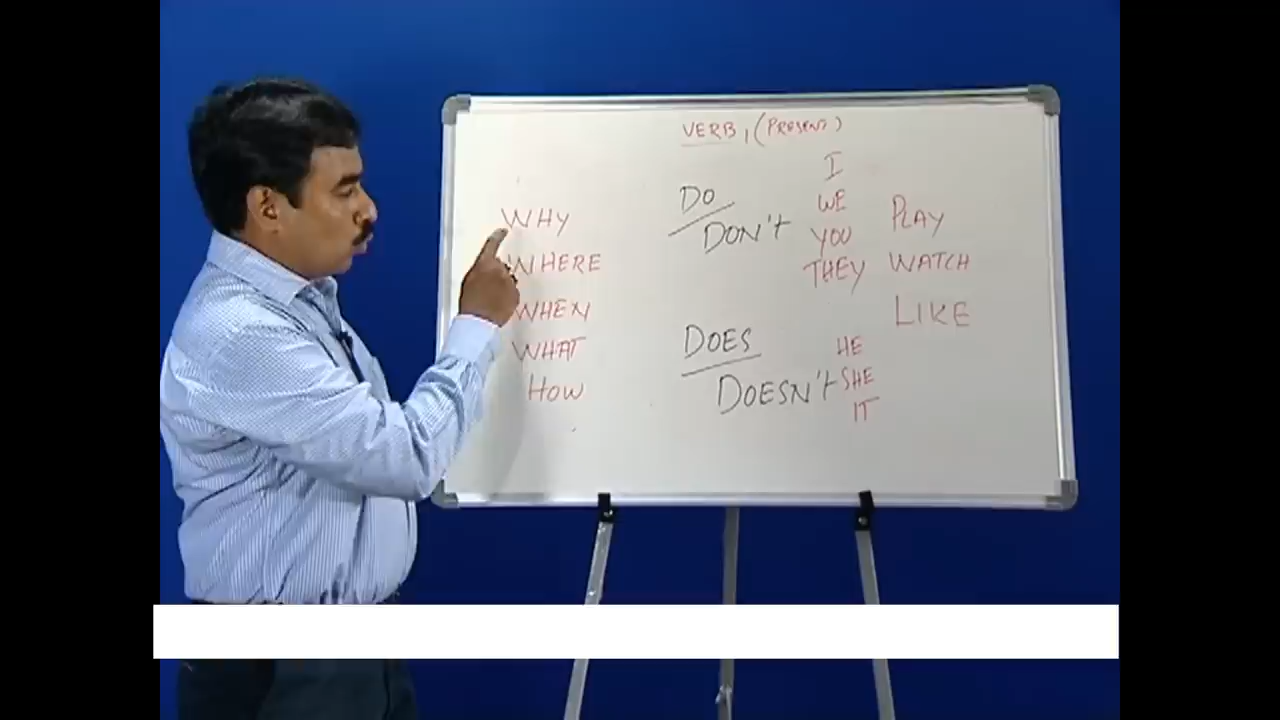 VERB, (PRESENT)
WHY
WHERE
WHEN
WHAT
HOW
DO
DON'T
DOES
DOESN'T
I
WE
YOU
THEY
HE
SHE
IT
PLAY
WATCH
LIKE